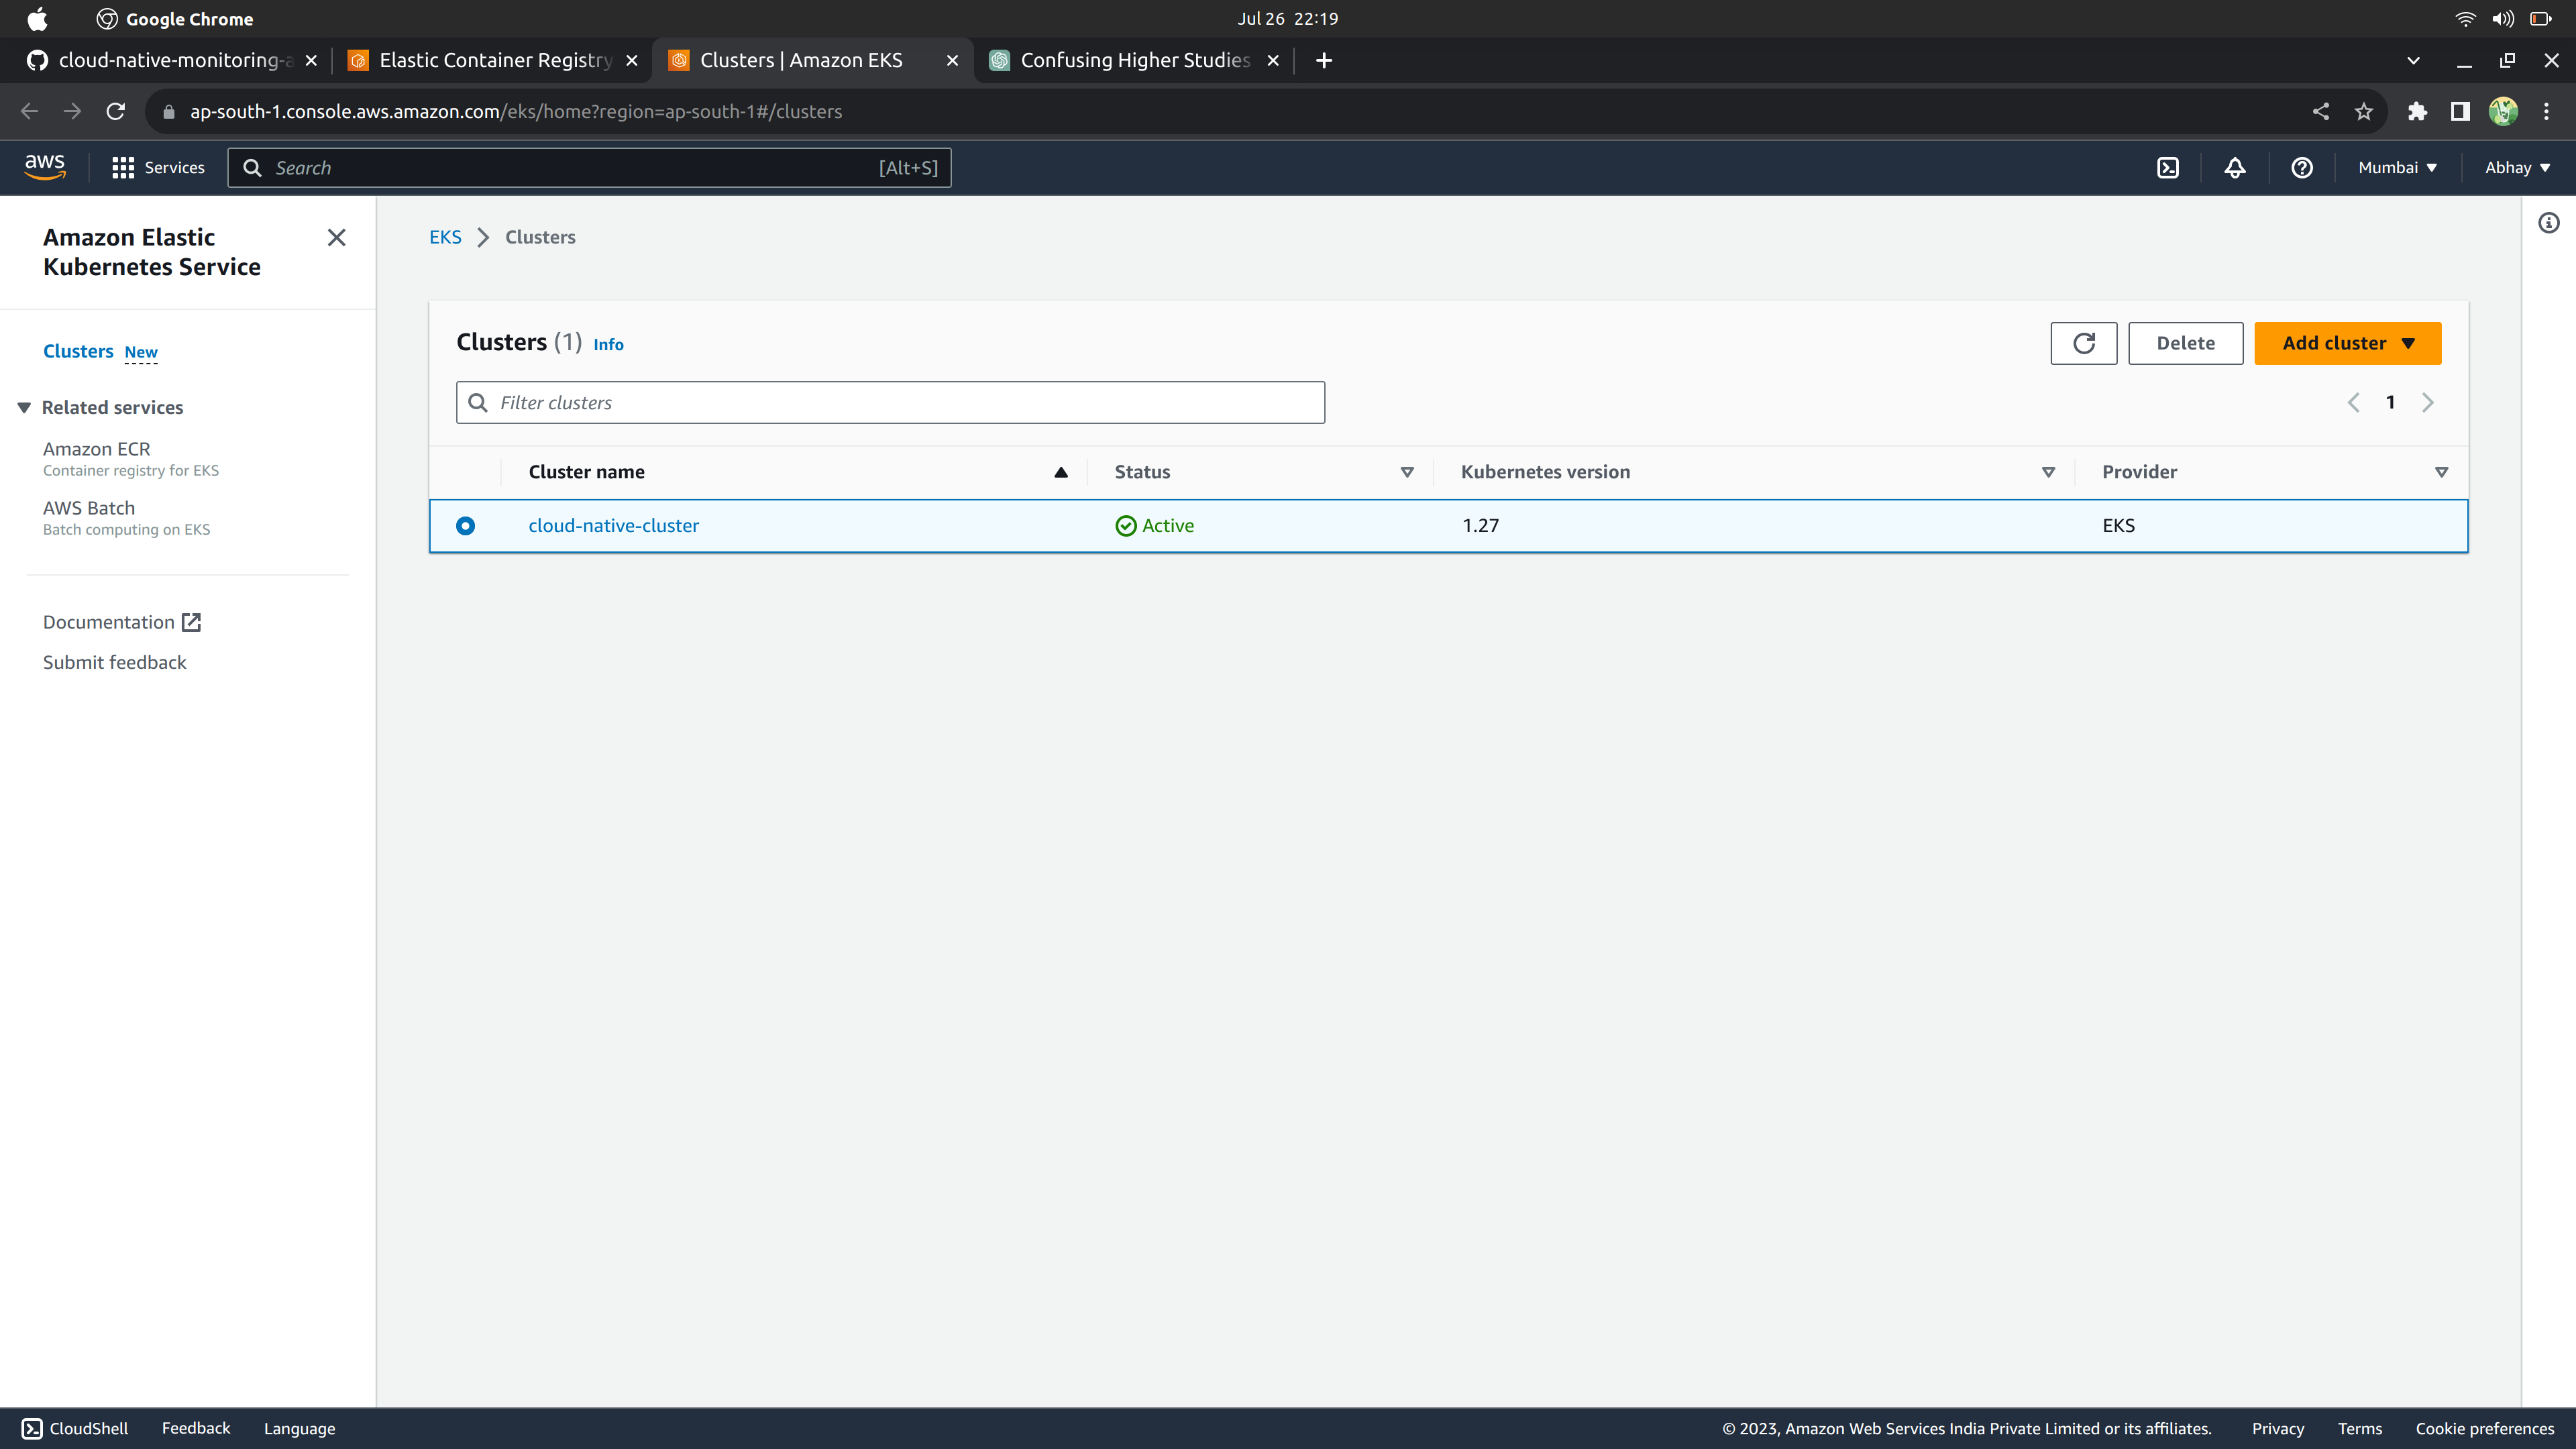 Google Chrome
Jul 26 22:19
cloud-native-monitoring-a
Elastic Container Registry
Clusters | Amazon EKS
Confusing Higher Studies
ap-south-1.console.aws.amazon.com/eks/home?region=ap-south-1#/clusters
aws
Services
Search
[Alt+S]
Mumbai
Abhay
Amazon Elastic
Kubernetes Service
Clusters New
Related services
Amazon ECR
Container registry for EKS
AWS Batch
Batch computing on EKS
Documentation
Submit feedback
EKS
Clusters
Clusters (1) Info
Delete
Add cluster
Filter clusters
1
Cluster name Status Kubernetes version Provider
cloud-native-cluster Active 1.27 EKS
CloudShell Feedback Language
© 2023, Amazon Web Services India Private Limited or its affiliates. Privacy Terms Cookie preferences